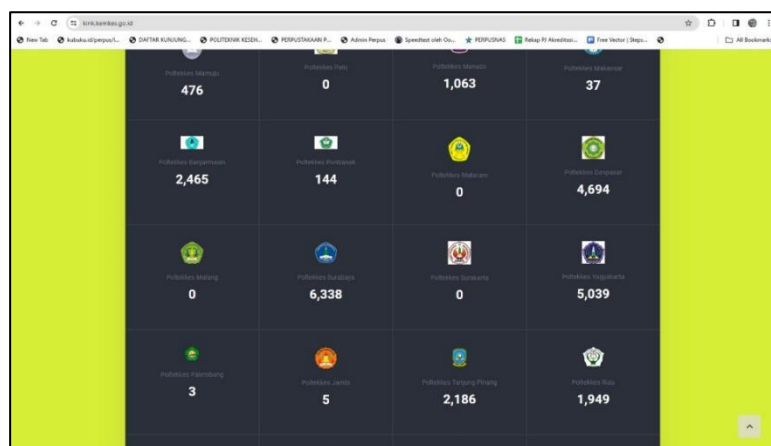 kink.kemkes.go.id
New Tab kubuku.id/perpus/l... DAFTAR KUNJUNG... POLITEKNIK KESEH... PERPUSTAKAAN P... Admin Perpus Speedtest oleh Oo... PERPUSNAS Rekap RI Akreditasi... Free Vector | Steps... All Bookmarks
Poltekkes Mamuju Poltekkes Palu Poltekkes Manado Poltekkes Makassar
476 0 1,063 37
Poltekkes Banjarmasin Poltekkes Pontianak Poltekkes Mataram Poltekkes Denpasar
2,465 144 0 4,694
Poltekkes Malang Poltekkes Surabaya Poltekkes Surakarta Poltekkes Yogyakarta
0 6,338 0 5,039
Poltekkes Palembang Poltekkes Jambi Poltekkes Tanjung Pinang Poltekkes Riau
3 5 2,186 1,949